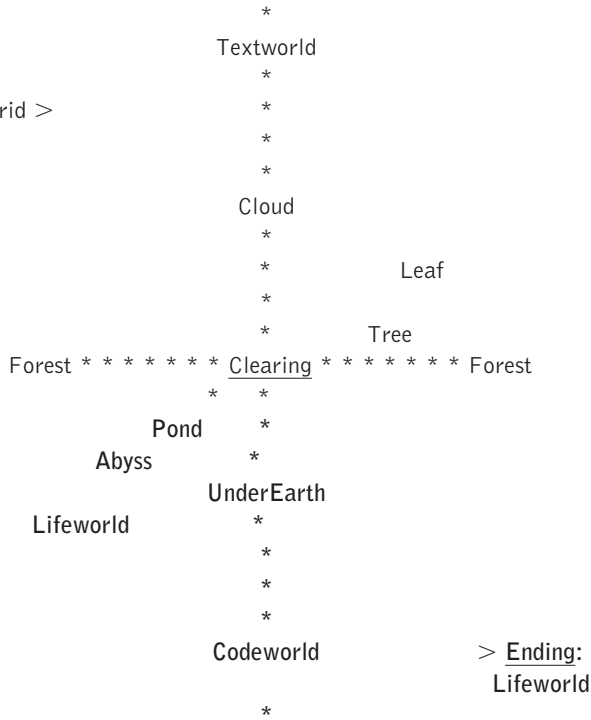 *
Textworld
*
rid > *
*
*
Cloud
*
* Leaf
*
* Tree
Forest * * * * * * * Clearing * * * * * * * Forest
* *
Pond *
Abyss *
UnderEarth
Lifeworld *
*
*
*
Codeworld > Ending:
Lifeworld
*